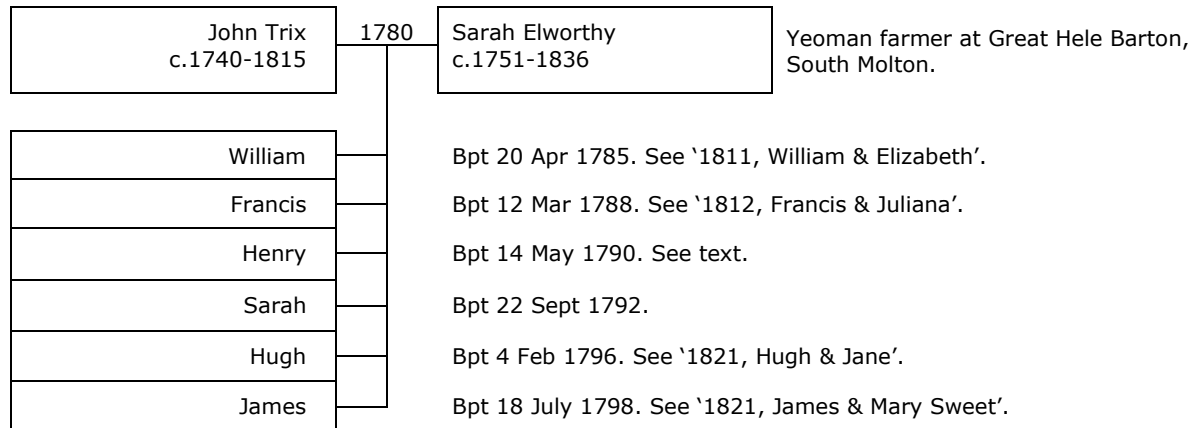 John Trix
c.1740-1815
1780
Sarah Elworthy
c.1751-1836
Yeoman farmer at Great Hele Barton,
South Molton.
William
Bpt 20 Apr 1785. See ‘1811, William & Elizabeth’.
Francis
Bpt 12 Mar 1788. See ‘1812, Francis & Juliana’.
Henry
Bpt 14 May 1790. See text.
Sarah
Bpt 22 Sept 1792.
Hugh
Bpt 4 Feb 1796. See ‘1821, Hugh & Jane’.
James
Bpt 18 July 1798. See ‘1821, James & Mary Sweet’.